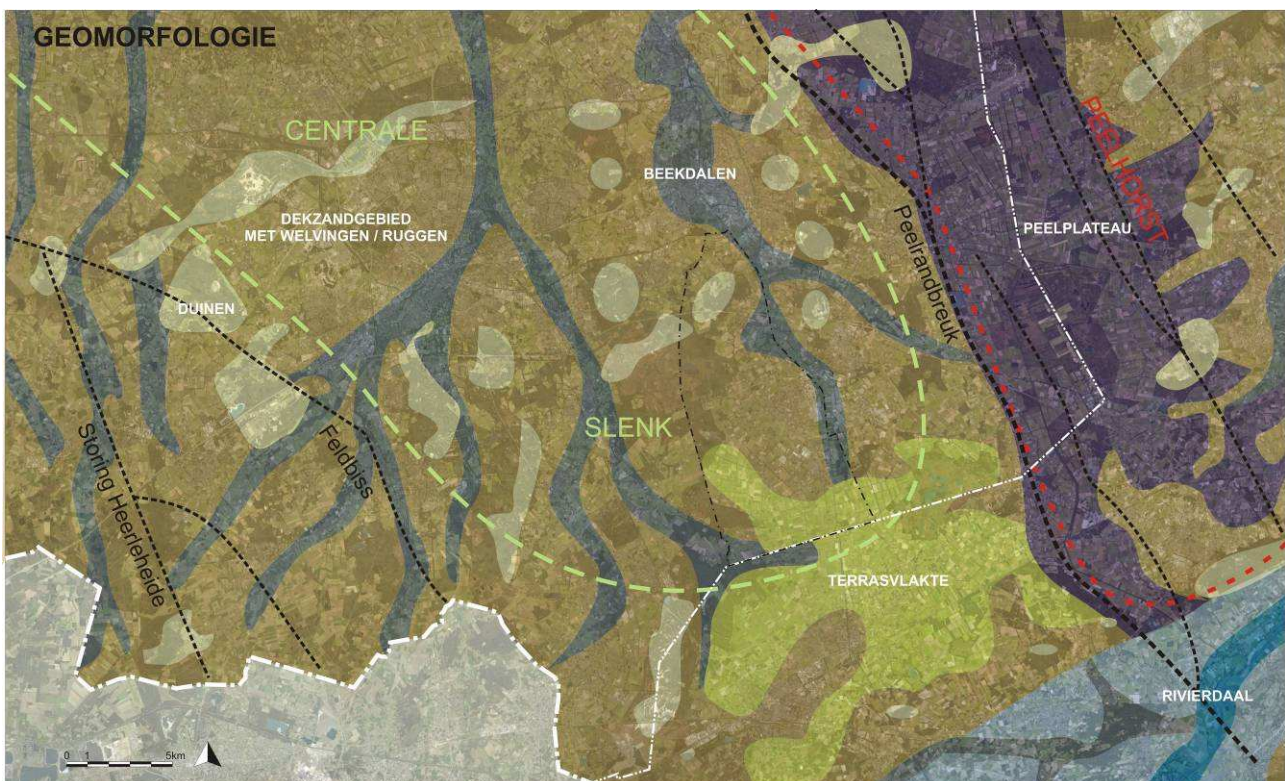 GEOMORFOLOGIE
CENTRALE
BEEKDALEN
DEKZANDGEBIED
MET WELVINGEN / RUGGEN
Peelrandbreuk
PEELPLATEAU
PEELHORST
DUINEN
Storing Heerleheide
Feldbiss
SLENK
TERRASVLAKTE
RIVIERDAAL
0 1 5km